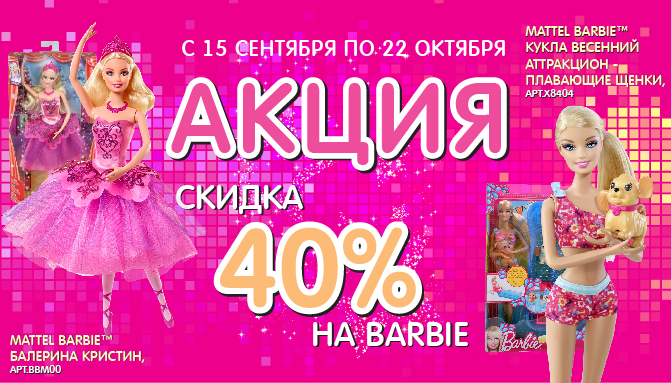 С 15 СЕНТЯБРЯ ПО 22 ОКТЯБРЯ
MATTEL BARBIE™
КУКЛА ВЕСЕННИЙ
АТТРАКЦИОН -
ПЛАВАЮЩИЕ ЩЕНКИ,
АРТ.X8404
АКЦИЯ
СКИДКА
40%
НА BARBIE
MATTEL BARBIE™
БАЛЕРИНА КРИСТИН,
АРТ.BBM00
Barbie